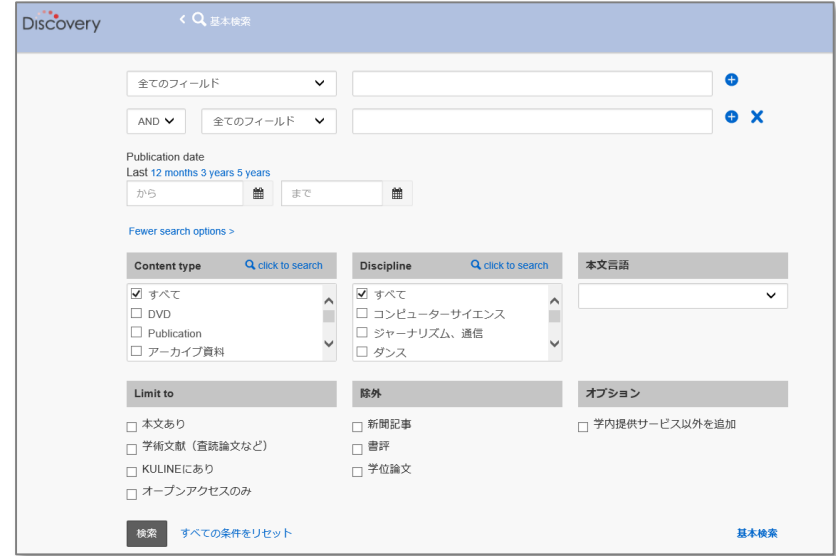 Discovery
基本検索
全てのフィールド
AND 全てのフィールド
Publication date
Last 12 months 3 years 5 years
から まで
Fewer search options >
Content type click to search
すべて
DVD
Publication
アーカイブ資料
Discipline click to search
すべて
コンピューターサイエンス
ジャーナリズム、通信
ダンス
本文言語
Limit to
本文あり
学術文献（査読論文など）
KULINEにあり
オープンアクセスのみ
除外
新聞記事
書評
学位論文
オプション
学内提供サービス以外を追加
検索 すべての条件をリセット 基本検索